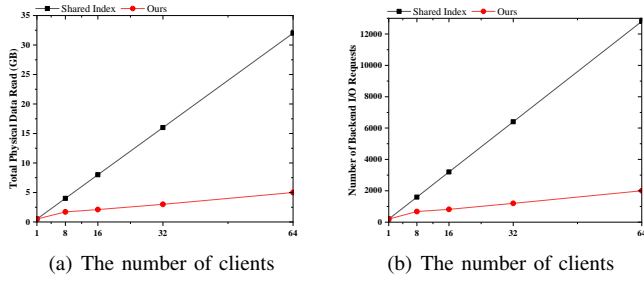 Shared Index Ours
Total Physical Data Read (GB)
35
30
25
20
15
10
5
0
1 8 16 32 64
(a) The number of clients
Shared Index Ours
Number of Backend I/O Requests
12000
10000
8000
6000
4000
2000
0
1 8 16 32 64
(b) The number of clients